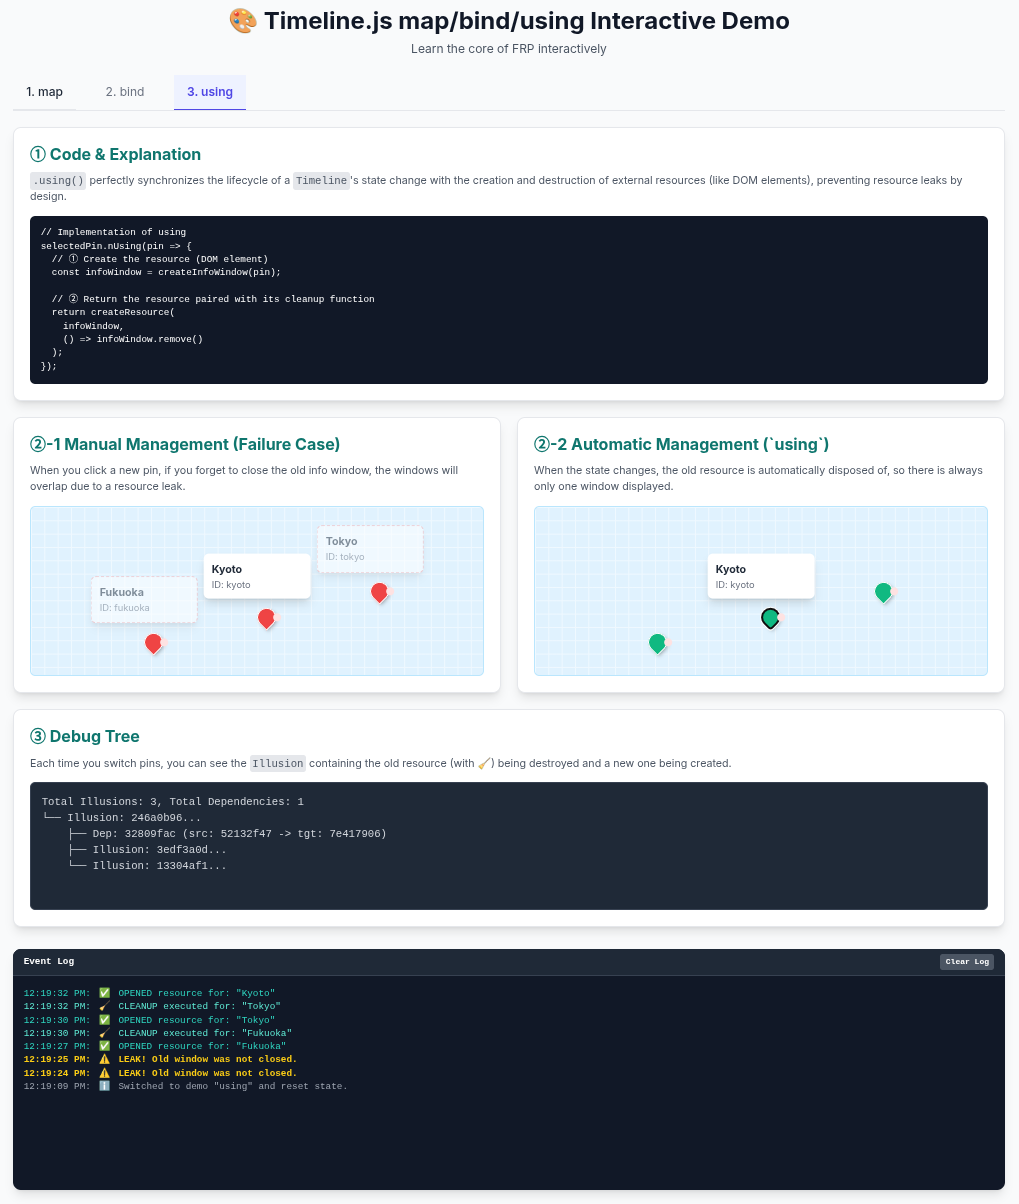 🎨 Timeline.js map/bind/using Interactive Demo
Learn the core of FRP interactively
1. map
2. bind
3. using
① Code & Explanation
.using() perfectly synchronizes the lifecycle of a Timeline's state change with the creation and destruction of external resources (like DOM elements), preventing resource leaks by
design.
// Implementation of using
selectedPin.nUsing(pin => {
  // ① Create the resource (DOM element)
  const infoWindow = createInfoWindow(pin);
  // ② Return the resource paired with its cleanup function
  return createResource(
    infoWindow,
    () => infoWindow.remove()
  );
});
②-1 Manual Management (Failure Case)
When you click a new pin, if you forget to close the old info window, the windows will
overlap due to a resource leak.
Tokyo
ID: tokyo
Kyoto
ID: kyoto
Fukuoka
ID: fukuoka
②-2 Automatic Management (`using`)
When the state changes, the old resource is automatically disposed of, so there is always
only one window displayed.
Kyoto
ID: kyoto
③ Debug Tree
Each time you switch pins, you can see the Illusion containing the old resource (with 🧹) being destroyed and a new one being created.
Total Illusions: 3, Total Dependencies: 1
└── Illusion: 246a0b96...
    ├── Dep: 32809fac (src: 52132f47 -> tgt: 7e417906)
    ├── Illusion: 3edf3a0d...
    └── Illusion: 13304af1...
Event Log
Clear Log
12:19:32 PM: ✅ OPENED resource for: "Kyoto"
12:19:32 PM: 🧹 CLEANUP executed for: "Tokyo"
12:19:30 PM: ✅ OPENED resource for: "Tokyo"
12:19:30 PM: 🧹 CLEANUP executed for: "Fukuoka"
12:19:27 PM: ✅ OPENED resource for: "Fukuoka"
12:19:25 PM: ⚠️ LEAK! Old window was not closed.
12:19:24 PM: ⚠️ LEAK! Old window was not closed.
12:19:09 PM: ℹ️ Switched to demo "using" and reset state.